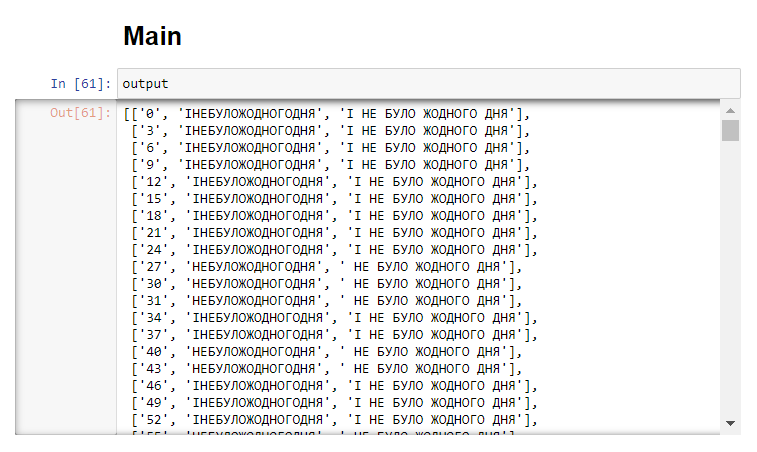 Main
In [61]: output
Out[61]: [['0', 'ІНЕБУЛОЖОДНОГОДНЯ', 'І НЕ БУЛО ЖОДНОГО ДНЯ'],
['3', 'ІНЕБУЛОЖОДНОГОДНЯ', 'І НЕ БУЛО ЖОДНОГО ДНЯ'],
['6', 'ІНЕБУЛОЖОДНОГОДНЯ', 'І НЕ БУЛО ЖОДНОГО ДНЯ'],
['9', 'ІНЕБУЛОЖОДНОГОДНЯ', 'І НЕ БУЛО ЖОДНОГО ДНЯ'],
['12', 'ІНЕБУЛОЖОДНОГОДНЯ', 'І НЕ БУЛО ЖОДНОГО ДНЯ'],
['15', 'ІНЕБУЛОЖОДНОГОДНЯ', 'І НЕ БУЛО ЖОДНОГО ДНЯ'],
['18', 'ІНЕБУЛОЖОДНОГОДНЯ', 'І НЕ БУЛО ЖОДНОГО ДНЯ'],
['21', 'ІНЕБУЛОЖОДНОГОДНЯ', 'І НЕ БУЛО ЖОДНОГО ДНЯ'],
['24', 'ІНЕБУЛОЖОДНОГОДНЯ', 'І НЕ БУЛО ЖОДНОГО ДНЯ'],
['27', 'НЕБУЛОЖОДНОГОДНЯ', ' НЕ БУЛО ЖОДНОГО ДНЯ'],
['30', 'НЕБУЛОЖОДНОГОДНЯ', ' НЕ БУЛО ЖОДНОГО ДНЯ'],
['31', 'НЕБУЛОЖОДНОГОДНЯ', ' НЕ БУЛО ЖОДНОГО ДНЯ'],
['34', 'ІНЕБУЛОЖОДНОГОДНЯ', 'І НЕ БУЛО ЖОДНОГО ДНЯ'],
['37', 'ІНЕБУЛОЖОДНОГОДНЯ', 'І НЕ БУЛО ЖОДНОГО ДНЯ'],
['40', 'НЕБУЛОЖОДНОГОДНЯ', ' НЕ БУЛО ЖОДНОГО ДНЯ'],
['43', 'НЕБУЛОЖОДНОГОДНЯ', ' НЕ БУЛО ЖОДНОГО ДНЯ'],
['46', 'ІНЕБУЛОЖОДНОГОДНЯ', 'І НЕ БУЛО ЖОДНОГО ДНЯ'],
['49', 'ІНЕБУЛОЖОДНОГОДНЯ', 'І НЕ БУЛО ЖОДНОГО ДНЯ'],
['52', 'ІНЕБУЛОЖОДНОГОДНЯ', 'І НЕ БУЛО ЖОДНОГО ДНЯ'],